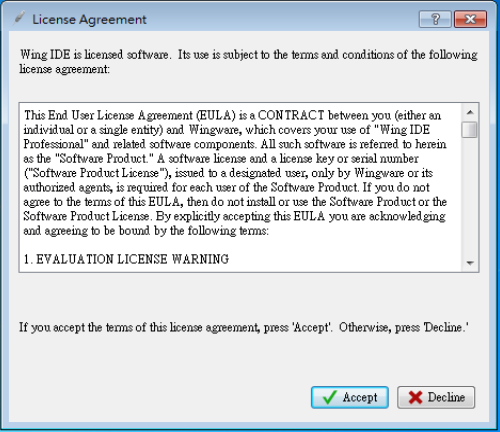 License Agreement
Wing IDE is licensed software. Its use is subject to the terms and conditions of the following
license agreement:
This End User License Agreement (EULA) is a CONTRACT between you (either an
individual or a single entity) and Wingware, which covers your use of "Wing IDE
Professional" and related software components. All such software is referred to herein
as the "Software Product." A software license and a license key or serial number
("Software Product License"), issued to a designated user, only by Wingware or its
authorized agents, is required for each user of the Software Product. If you do not
agree to the terms of this EULA, then do not install or use the Software Product or the
Software Product License. By explicitly accepting this EULA you are acknowledging
and agreeing to be bound by the following terms:
1. EVALUATION LICENSE WARNING
If you accept the terms of this license agreement, press 'Accept'. Otherwise, press 'Decline.'
Accept
Decline